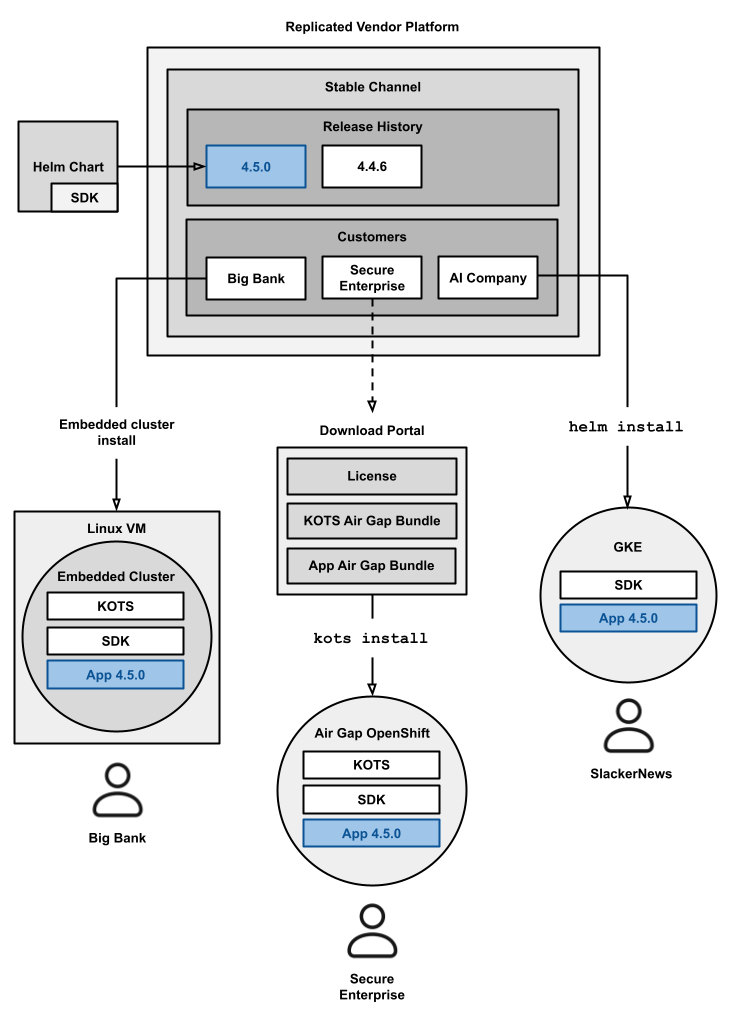 Replicated Vendor Platform
Stable Channel
Release History
Helm Chart
SDK
4.5.0
4.4.6
Customers
Big Bank
Secure
Enterprise
AI Company
Embedded cluster
install
Download Portal
helm install
License
KOTS Air Gap Bundle
App Air Gap Bundle
Linux VM
Embedded Cluster
KOTS
SDK
App 4.5.0
Big Bank
kots install
Air Gap OpenShift
KOTS
SDK
App 4.5.0
Secure
Enterprise
GKE
SDK
App 4.5.0
SlackerNews